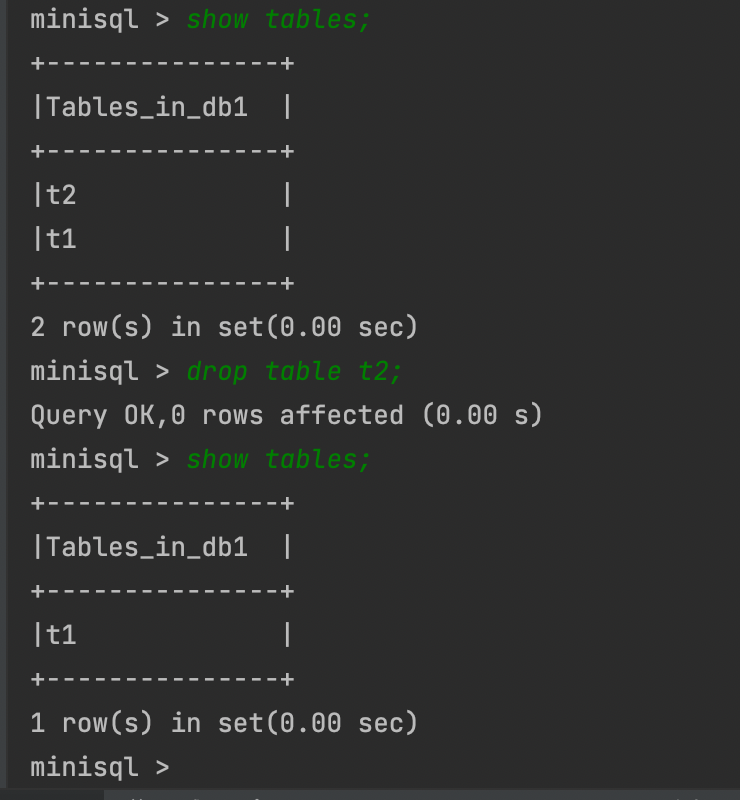 minisql > show tables;
+---------------+
|Tables_in_db1  |
+---------------+
|t2             |
|t1             |
+---------------+
2 row(s) in set(0.00 sec)
minisql > drop table t2;
Query OK,0 rows affected (0.00 s)
minisql > show tables;
+---------------+
|Tables_in_db1  |
+---------------+
|t1             |
+---------------+
1 row(s) in set(0.00 sec)
minisql >